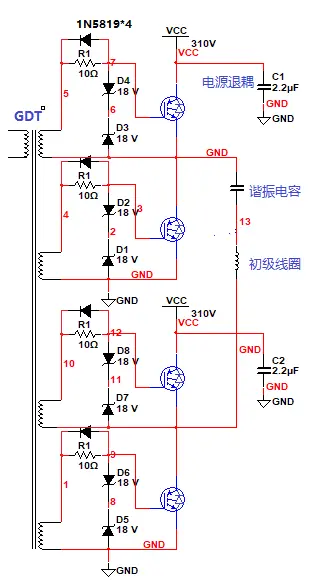 1N5819*4
VCC
310V
VCC
R1
10Ω
7
D4
18 V
电源退耦
C1
2.2μF
GND
GND
5
6
GDT
D3
18 V
GND
R1
10Ω
D2
18 V
3
谐振电容
4
2
13
D1
18 V
初级线圈
GND
GND
VCC
310V
VCC
R1
10Ω
12
D8
18 V
GND
C2
2.2μF
GND
GND
10
11
D7
18 V
R1
10Ω
9
D6
18 V
1
8
D5
18 V
GND
GND